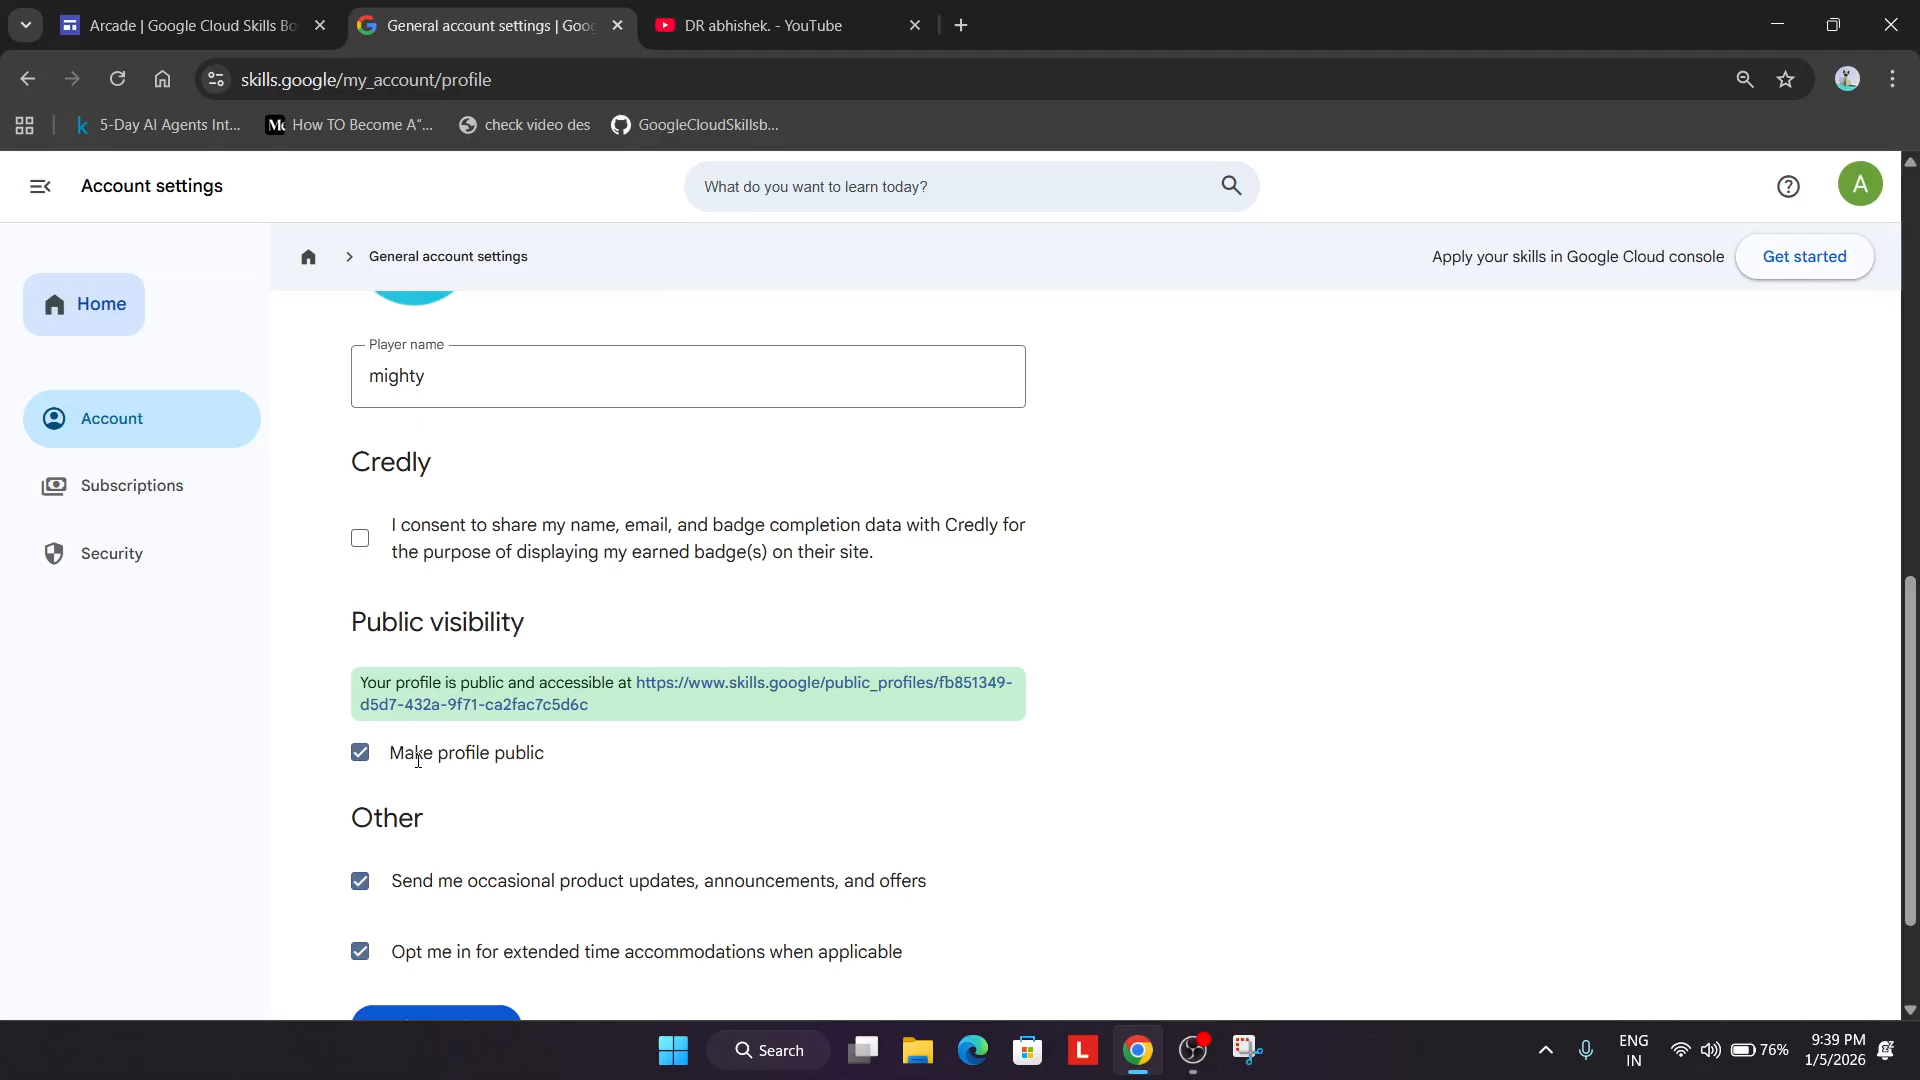 Arcade | Google Cloud Skills Bo
General account settings | Goo
DR abhishek. - YouTube
skills.google/my_account/profile
5-Day AI Agents Int...
How TO Become A“...
check video des
GoogleCloudSkillsb...
Account settings
What do you want to learn today?
A
General account settings
Apply your skills in Google Cloud console
Get started
Home
Account
Subscriptions
Security
Player name
mighty
Credly
I consent to share my name, email, and badge completion data with Credly for
the purpose of displaying my earned badge(s) on their site.
Public visibility
Your profile is public and accessible at https://www.skills.google/public_profiles/fb851349-
d5d7-432a-9f71-ca2fac7c5d6c
Make profile public
Other
Send me occasional product updates, announcements, and offers
Opt me in for extended time accommodations when applicable
Search
L
ENG
IN
76%
9:39 PM
1/5/2026